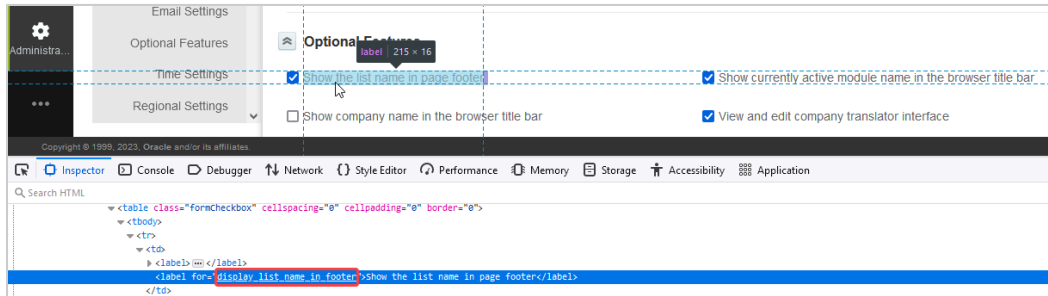 Email Settings
Administra...
Optional Features
Optional Features
label | 215 × 16
Time Settings
Show the list name in page footer
Show currently active module name in the browser title bar
Regional Settings
Show company name in the browser title bar
View and edit company translator interface
Copyright © 1999, 2023, Oracle and/or its affiliates.
Inspector Console Debugger Network {} Style Editor Performance Memory Storage Accessibility Application
Search HTML
<table class="formCheckbox" cellspacing="0" cellpadding="0" border="0">
<tbody>
<tr>
<td>
<label>...</label>
<label for="display_list_name_in_footer">Show the list name in page footer</label>
</td>